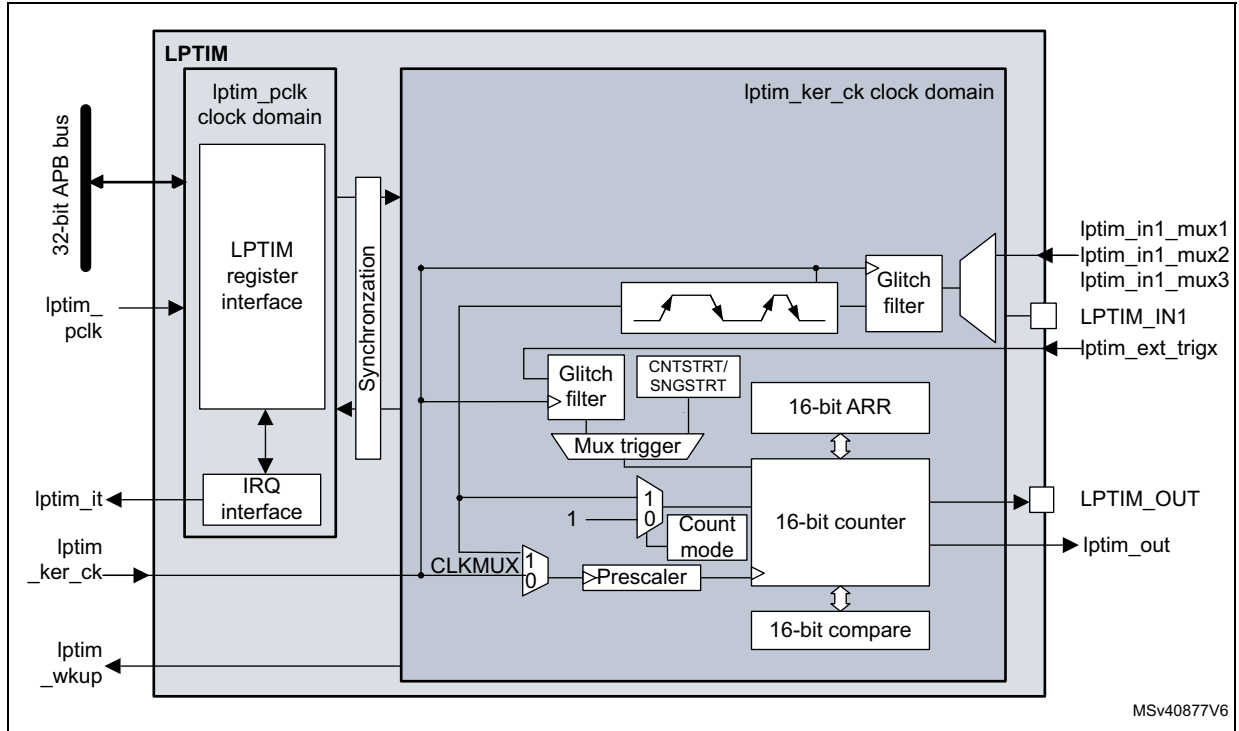 LPTIM
lptim_pclk
clock domain
lptim_ker_ck clock domain
32-bit APB bus
LPTIM
register
interface
Synchronzation
lptim_
pclk
IRQ
interface
lptim_it
lptim
_ker_ck
lptim
_wkup
Glitch
filter
lptim_in1_mux1
lptim_in1_mux2
lptim_in1_mux3
LPTIM_IN1
lptim_ext_trigx
Glitch
filter
CNTSTRT/
SNGSTRT
Mux trigger
16-bit ARR
1
1
0
Count
mode
16-bit counter
LPTIM_OUT
lptim_out
CLKMUX
1
0
Prescaler
16-bit compare
MSv40877V6